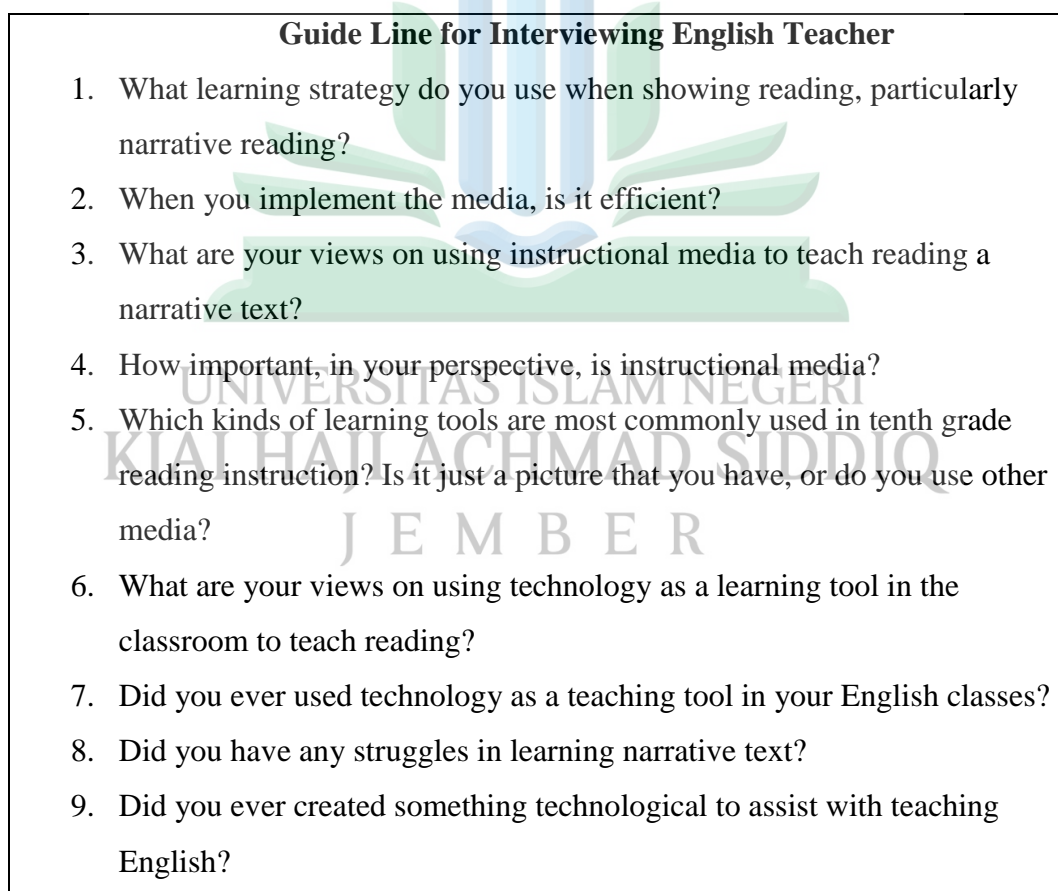 Guide Line for Interviewing English Teacher
1. What learning strategy do you use when showing reading, particularly
narrative reading?
2. When you implement the media, is it efficient?
3. What are your views on using instructional media to teach reading a
narrative text?
4. How important, in your perspective, is instructional media?
UNIVERSITAS ISLAM NEGERI
5. Which kinds of learning tools are most commonly used in tenth grade
KIAI HAJI ACHMAD SIDDIQ
reading instruction? Is it just a picture that you have, or do you use other
media?
JEMBER
6. What are your views on using technology as a learning tool in the
classroom to teach reading?
7. Did you ever used technology as a teaching tool in your English classes?
8. Did you have any struggles in learning narrative text?
9. Did you ever created something technological to assist with teaching
English?